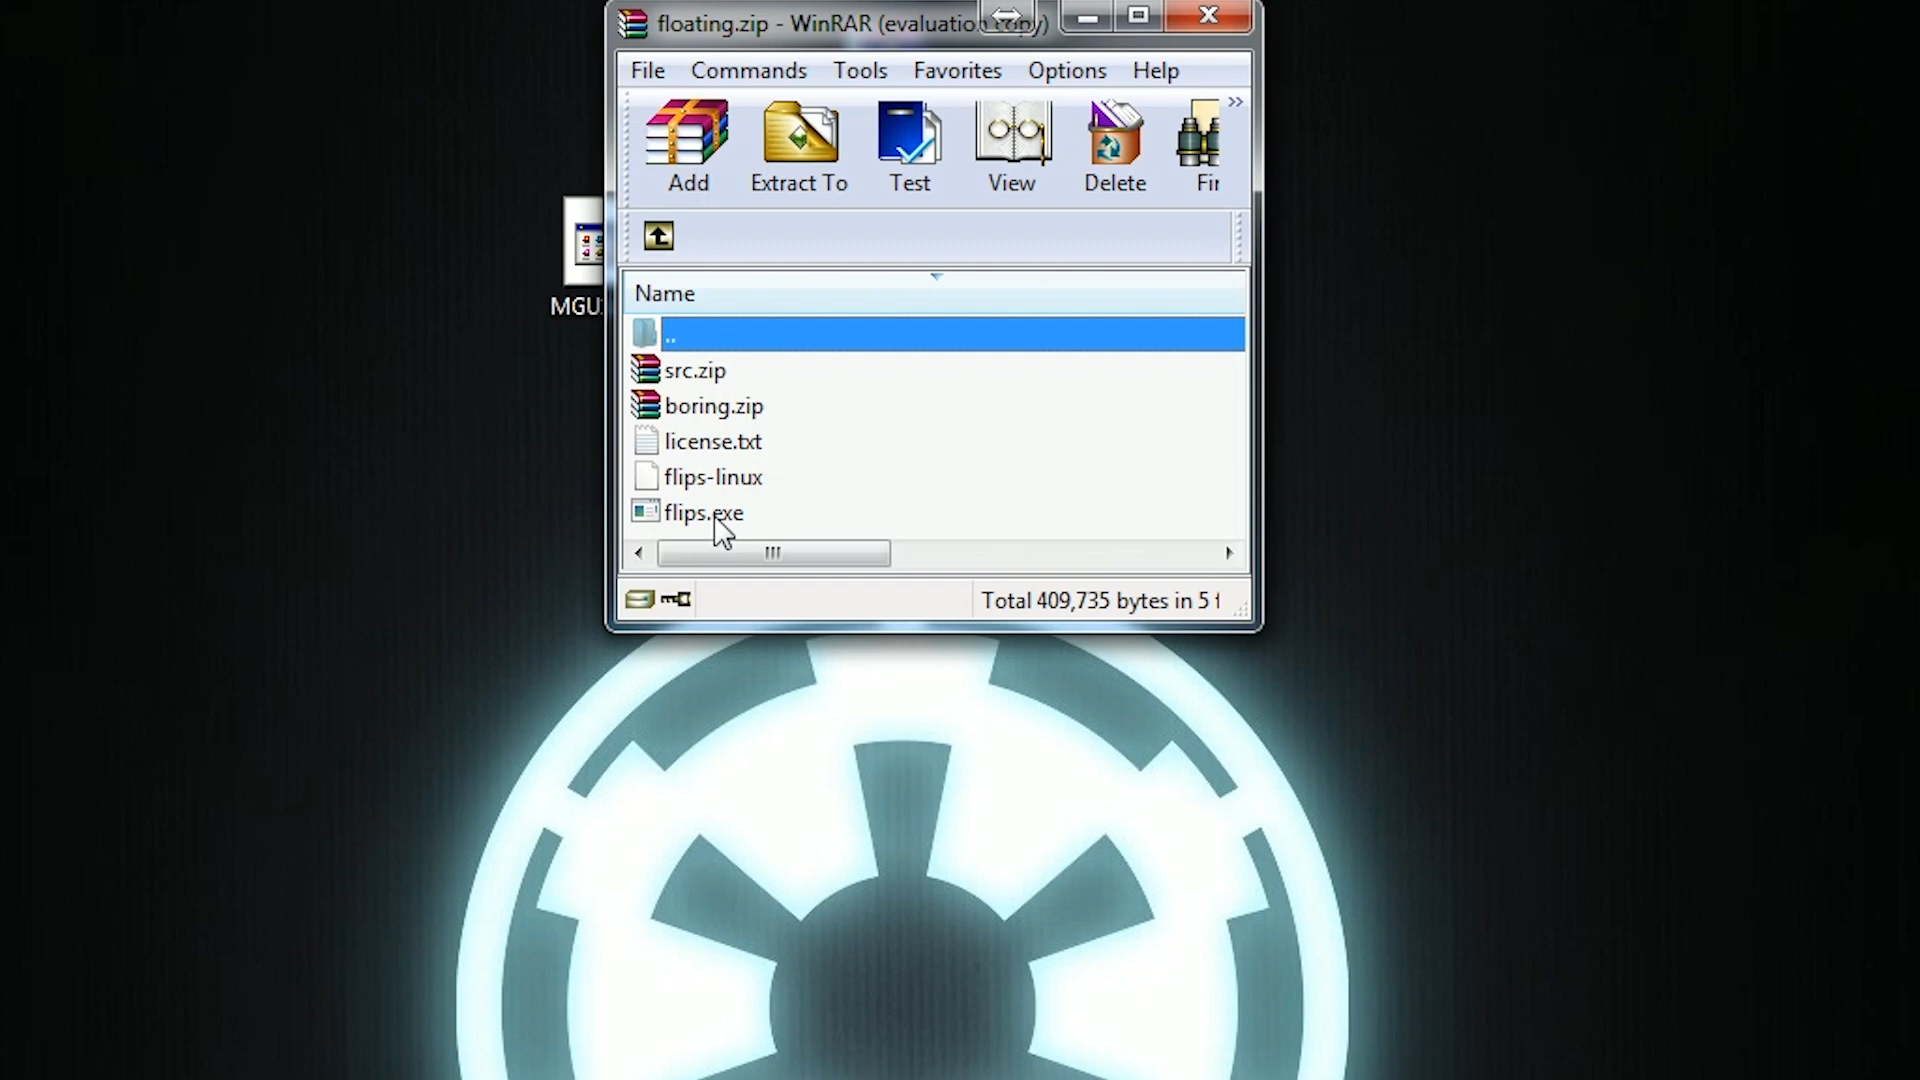 floating.zip - WinRAR (evaluation copy)
File Commands Tools Favorites Options Help
Add Extract To Test View Delete Fin
MGU
Name
..
src.zip
boring.zip
license.txt
flips-linux
flips.exe
Total 409,735 bytes in 5 f